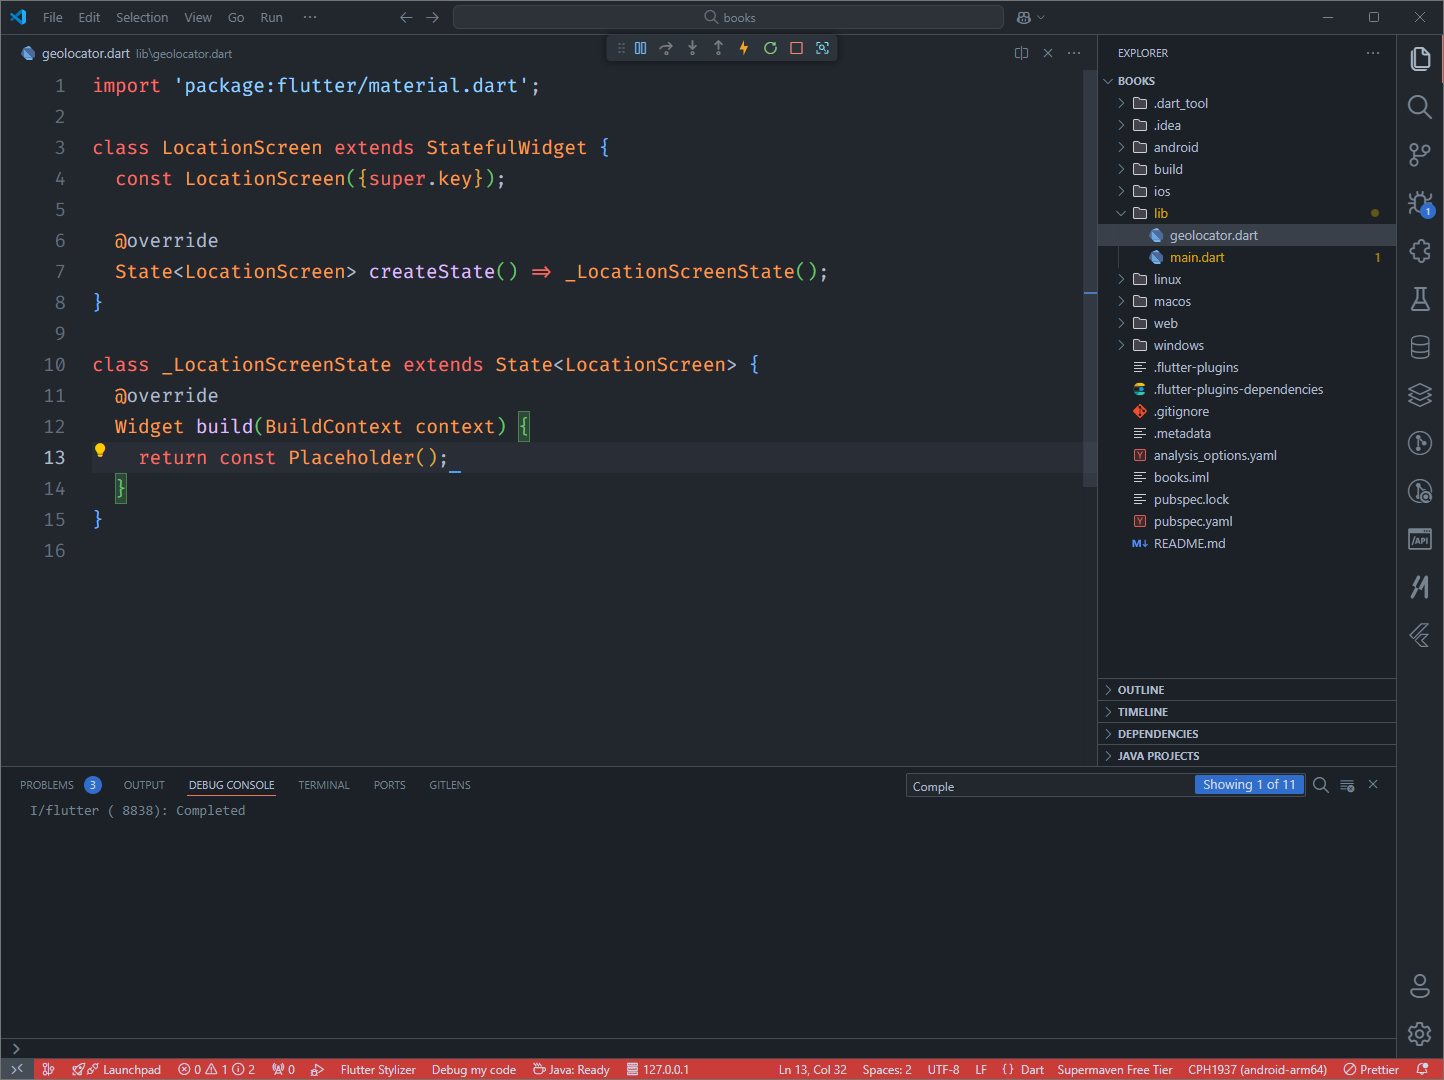 File Edit Selection View Go Run ··· books
geolocator.dart lib\geolocator.dart
1 import 'package:flutter/material.dart';
2
3 class LocationScreen extends StatefulWidget {
4 const LocationScreen({super.key});
5
6 @override
7 State<LocationScreen> createState() => _LocationScreenState();
8 }
9
10 class _LocationScreenState extends State<LocationScreen> {
11 @override
12 Widget build(BuildContext context) {
13 return const Placeholder();
14 }
15 }
16
EXPLORER
BOOKS
.dart_tool
.idea
android
build
ios
lib
geolocator.dart
main.dart 1
linux
macos
web
windows
.flutter-plugins
.flutter-plugins-dependencies
.gitignore
.metadata
analysis_options.yaml
books.iml
pubspec.lock
pubspec.yaml
README.md
OUTLINE
TIMELINE
DEPENDENCIES
JAVA PROJECTS
1
/API
PROBLEMS 3 OUTPUT DEBUG CONSOLE TERMINAL PORTS GITLENS Comple Showing 1 of 11
I/flutter ( 8838): Completed
Launchpad 0 1 2 0 Flutter Stylizer Debug my code Java: Ready 127.0.0.1 Ln 13, Col 32 Spaces: 2 UTF-8 LF {} Dart Supermaven Free Tier CPH1937 (android-arm64) Prettier